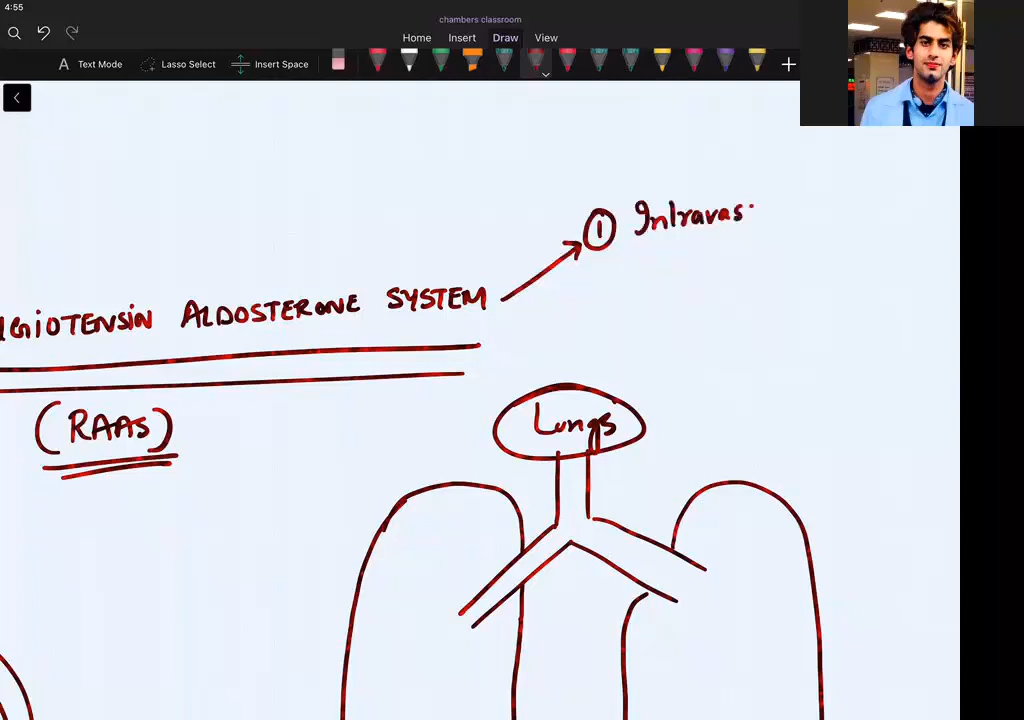 4:55
chambers classroom
Home Insert Draw View
Text Mode Lasso Select Insert Space
① Intravas
NGIOTENSIN ALDOSTERONE SYSTEM
(RAAS)
Lungs